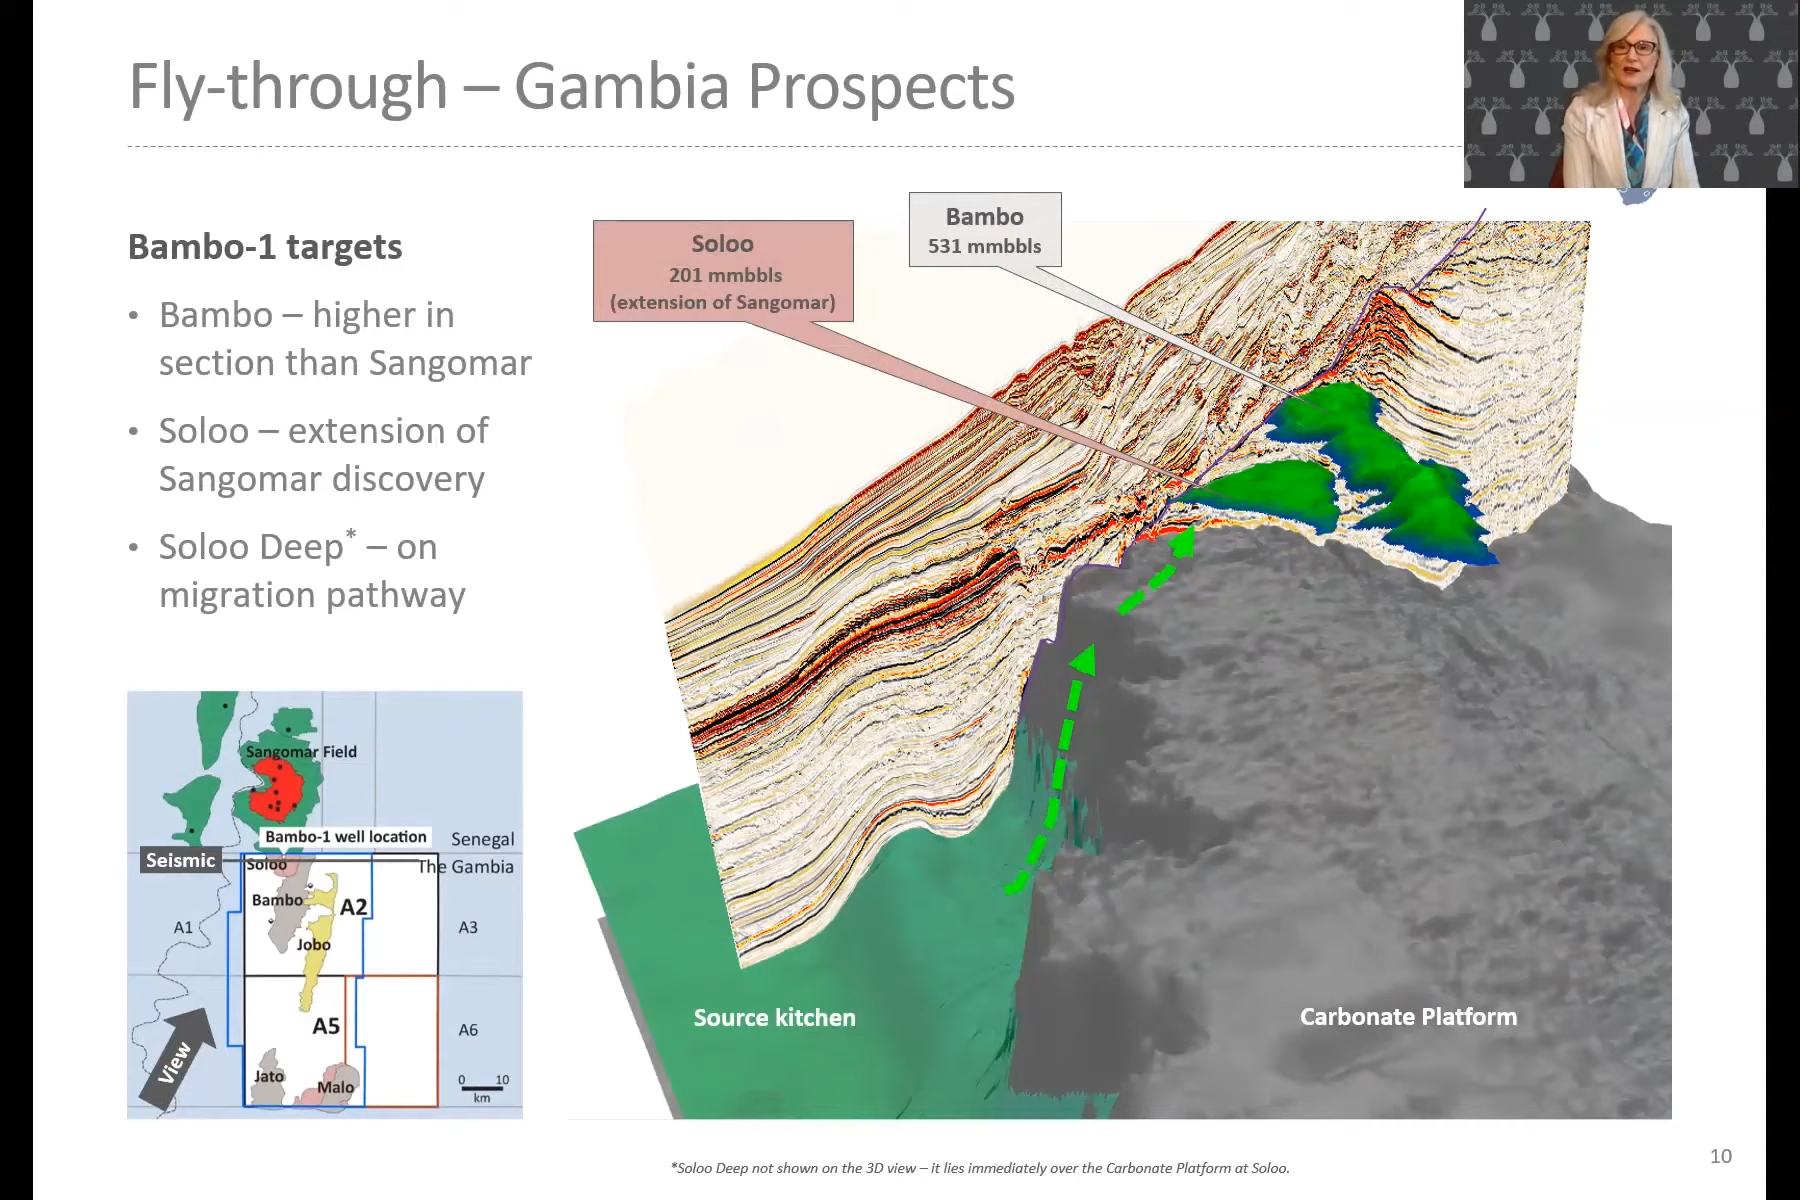 Fly-through – Gambia Prospects
Bambo-1 targets
• Bambo – higher in
section than Sangomar
• Soloo – extension of
Sangomar discovery
• Soloo Deep* – on
migration pathway
Soloo
201 mmbbls
(extension of Sangomar)
Bambo
531 mmbbls
Source kitchen
Carbonate Platform
Sangomar Field
Bambo-1 well location
Senegal
Seismic
Soloo
The Gambia
Bambo
A2
A1
A3
Jobo
A5
A6
View
Jato
Malo
0 10
km
*Soloo Deep not shown on the 3D view – it lies immediately over the Carbonate Platform at Soloo.
10